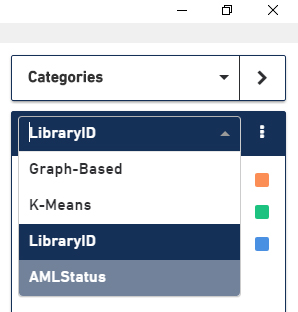 Categories
LibraryID
Graph-Based
K-Means
LibraryID
AMLStatus